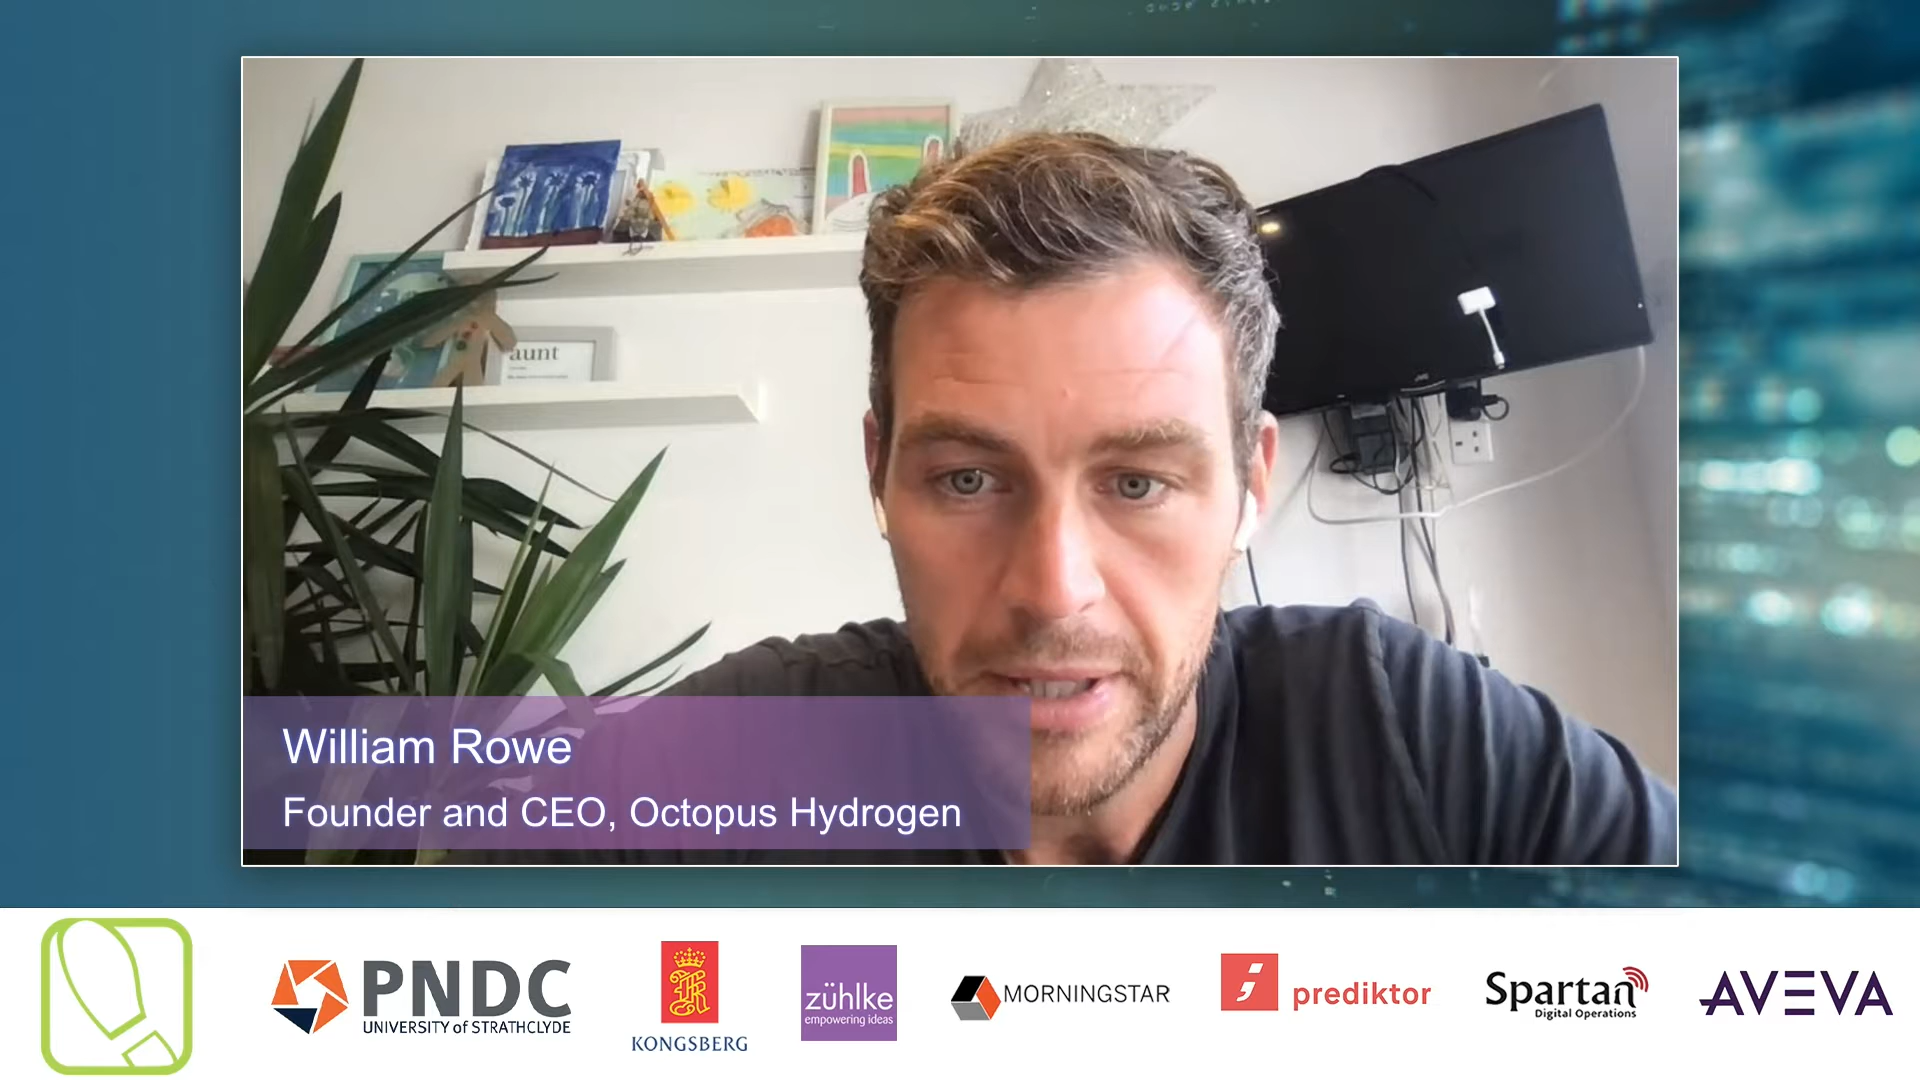 aunt
JVC
William Rowe
Founder and CEO, Octopus Hydrogen
PNDC
UNIVERSITY of STRATHCLYDE
KONGSBERG
zühlke
empowering ideas
MORNINGSTAR
prediktor
Spartan
Digital Operations
AVEVA